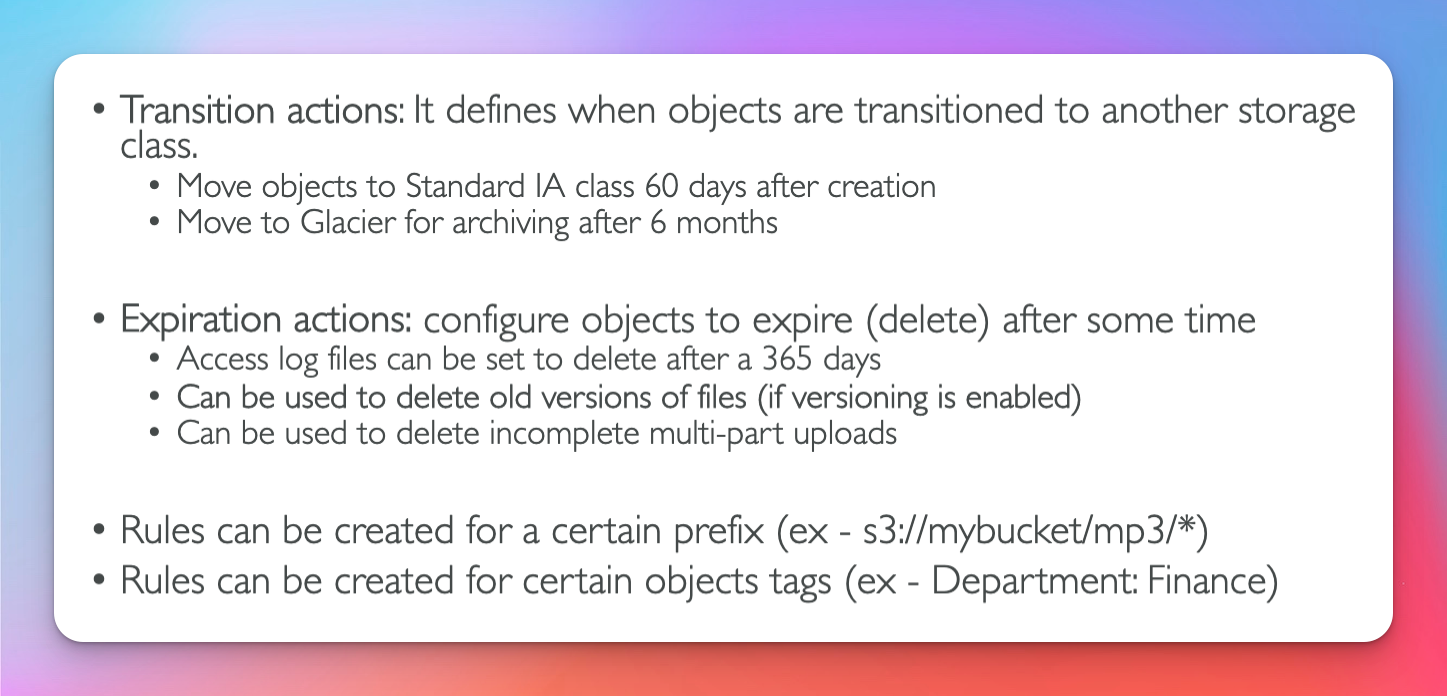 • Transition actions: It defines when objects are transitioned to another storage
class.
• Move objects to Standard IA class 60 days after creation
• Move to Glacier for archiving after 6 months
• Expiration actions: configure objects to expire (delete) after some time
• Access log files can be set to delete after a 365 days
• Can be used to delete old versions of files (if versioning is enabled)
• Can be used to delete incomplete multi-part uploads
• Rules can be created for a certain prefix (ex - s3://mybucket/mp3/*)
• Rules can be created for certain objects tags (ex - Department: Finance)